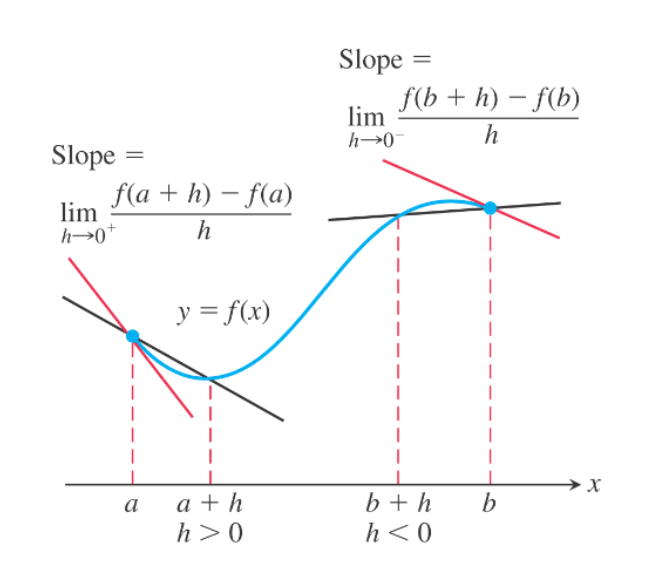 Slope =
lim h→0⁻ f(b + h) − f(b) / h
Slope =
lim h→0⁺ f(a + h) − f(a) / h
y = f(x)
x
a a + h b + h b
h > 0 h < 0